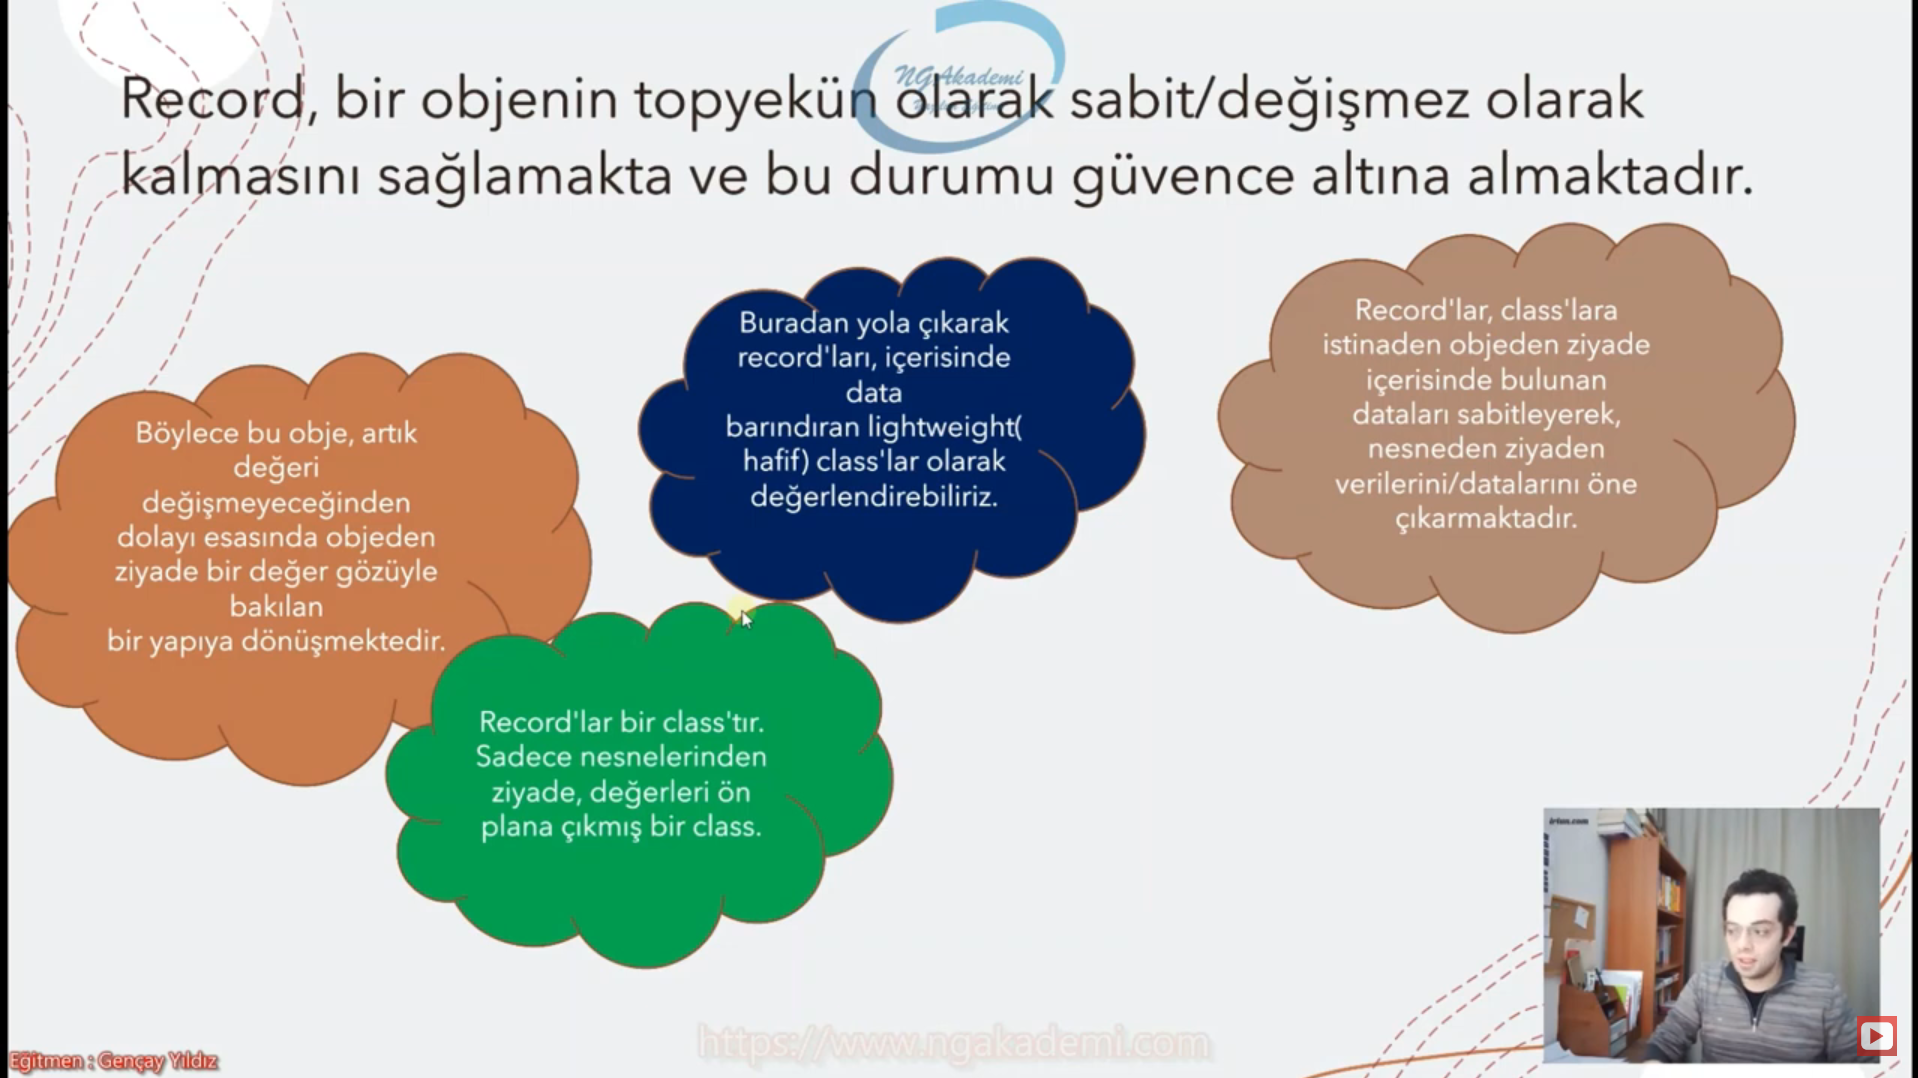 NGAkademi
Record, bir objenin topyekün olarak sabit/değişmez olarak
kalmasını sağlamakta ve bu durumu güvence altına almaktadır.
Böylece bu obje, artık
değeri
değişmeyeceğinden
dolayı esasında objeden
ziyade bir değer gözüyle
bakılan
bir yapıya dönüşmektedir.
Buradan yola çıkarak
record'ları, içerisinde
data
barındıran lightweight(
hafif) class'lar olarak
değerlendirebiliriz.
Record'lar, class'lara
istinaden objeden ziyade
içerisinde bulunan
dataları sabitleyerek,
nesneden ziyaden
verilerini/datalarını öne
çıkarmaktadır.
Record'lar bir class'tır.
Sadece nesnelerinden
ziyade, değerleri ön
plana çıkmış bir class.
https://www.ngakademi.com
Eğitmen : Gençay Yıldız